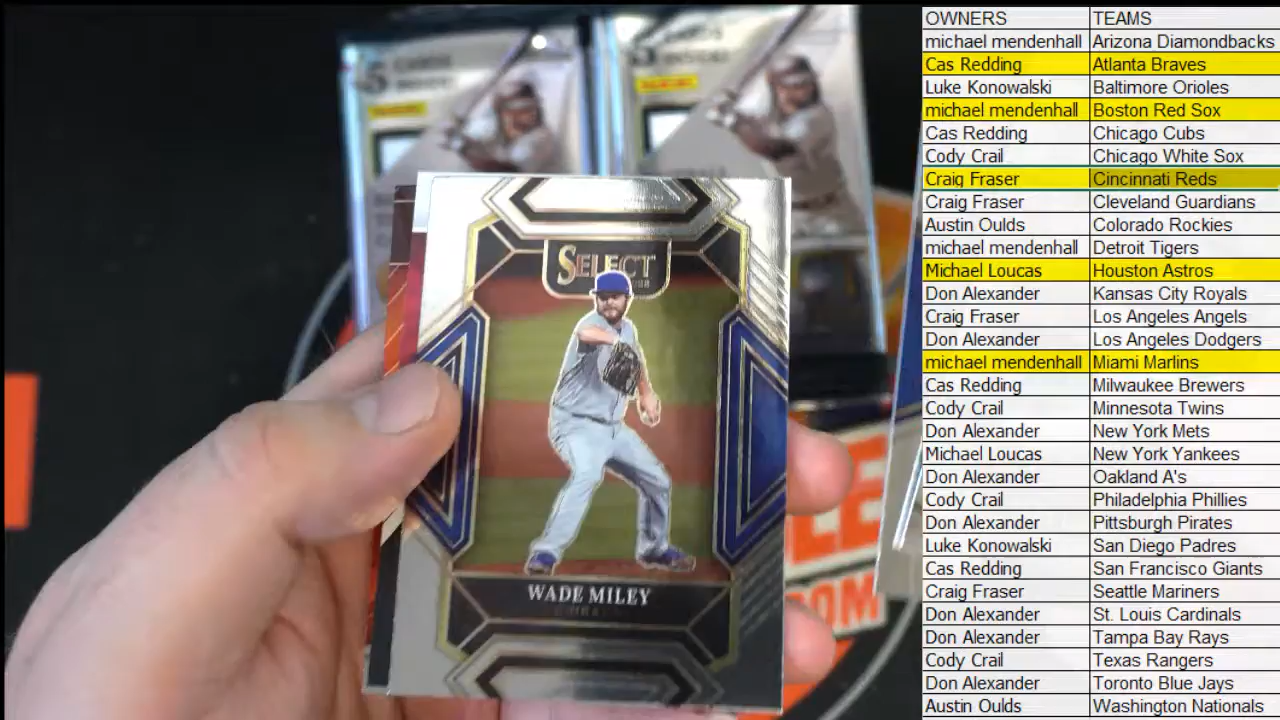 SELECT
WADE MILEY
OWNERS TEAMS
michael mendenhall Arizona Diamondbacks
Cas Redding Atlanta Braves
Luke Konowalski Baltimore Orioles
michael mendenhall Boston Red Sox
Cas Redding Chicago Cubs
Cody Crail Chicago White Sox
Craig Fraser Cincinnati Reds
Craig Fraser Cleveland Guardians
Austin Oulds Colorado Rockies
michael mendenhall Detroit Tigers
Michael Loucas Houston Astros
Don Alexander Kansas City Royals
Craig Fraser Los Angeles Angels
Don Alexander Los Angeles Dodgers
michael mendenhall Miami Marlins
Cas Redding Milwaukee Brewers
Cody Crail Minnesota Twins
Don Alexander New York Mets
Michael Loucas New York Yankees
Don Alexander Oakland A's
Cody Crail Philadelphia Phillies
Don Alexander Pittsburgh Pirates
Luke Konowalski San Diego Padres
Cas Redding San Francisco Giants
Craig Fraser Seattle Mariners
Don Alexander St. Louis Cardinals
Don Alexander Tampa Bay Rays
Cody Crail Texas Rangers
Don Alexander Toronto Blue Jays
Austin Oulds Washington Nationals